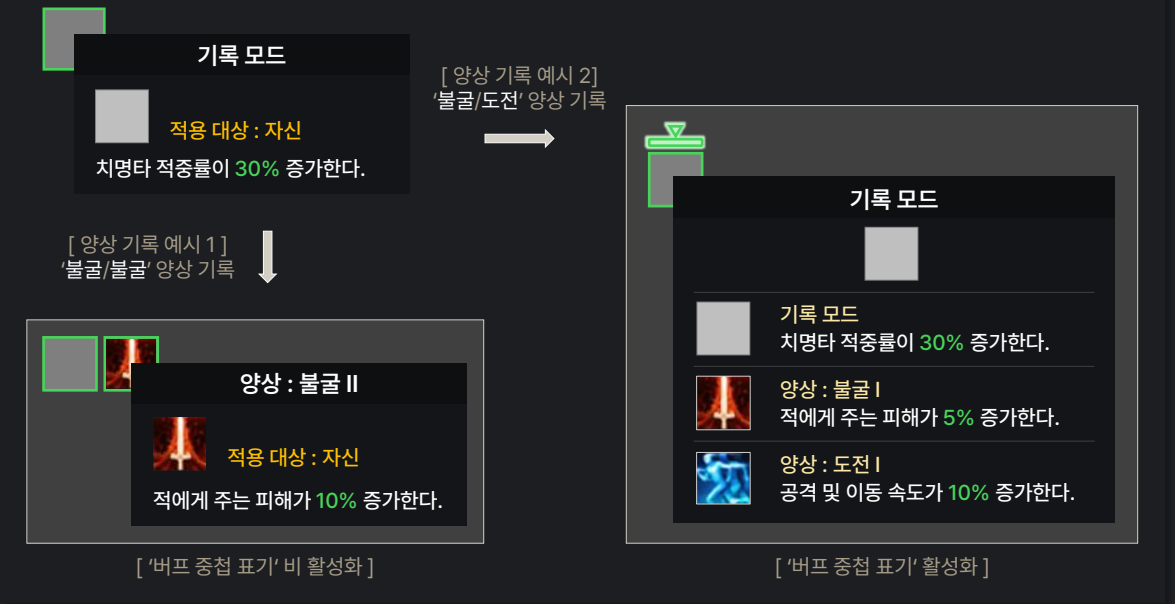 기록 모드
적용 대상 : 자신
치명타 적중률이 30% 증가한다.
[ 양상 기록 예시 1 ]
‘불굴/불굴’ 양상 기록
양상 : 불굴 II
적용 대상 : 자신
적에게 주는 피해가 10% 증가한다.
[ ‘버프 중첩 표기’ 비 활성화 ]
[ 양상 기록 예시 2]
‘불굴/도전’ 양상 기록
기록 모드
기록 모드
치명타 적중률이 30% 증가한다.
양상 : 불굴 I
적에게 주는 피해가 5% 증가한다.
양상 : 도전 I
공격 및 이동 속도가 10% 증가한다.
[ ‘버프 중첩 표기’ 활성화 ]